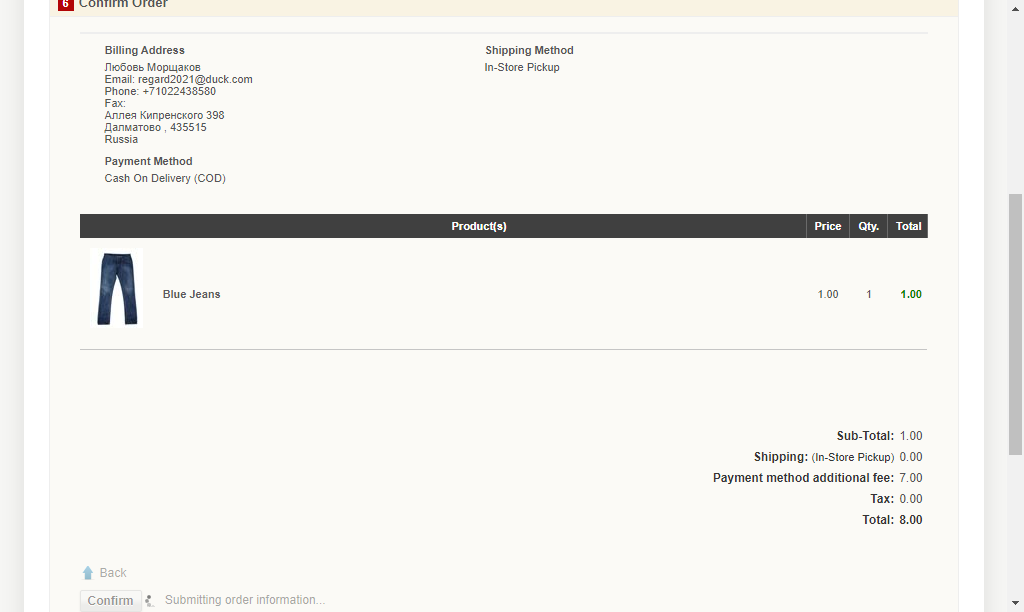 6 Confirm Order
Billing Address
Любовь Морщаков
Email: regard2021@duck.com
Phone: +71022438580
Fax:
Аллея Кипренского 398
Далматово , 435515
Russia
Payment Method
Cash On Delivery (COD)
Shipping Method
In-Store Pickup
Product(s) Price Qty. Total
Blue Jeans 1.00 1 1.00
Sub-Total: 1.00
Shipping: (In-Store Pickup) 0.00
Payment method additional fee: 7.00
Tax: 0.00
Total: 8.00
Back
Confirm Submitting order information...